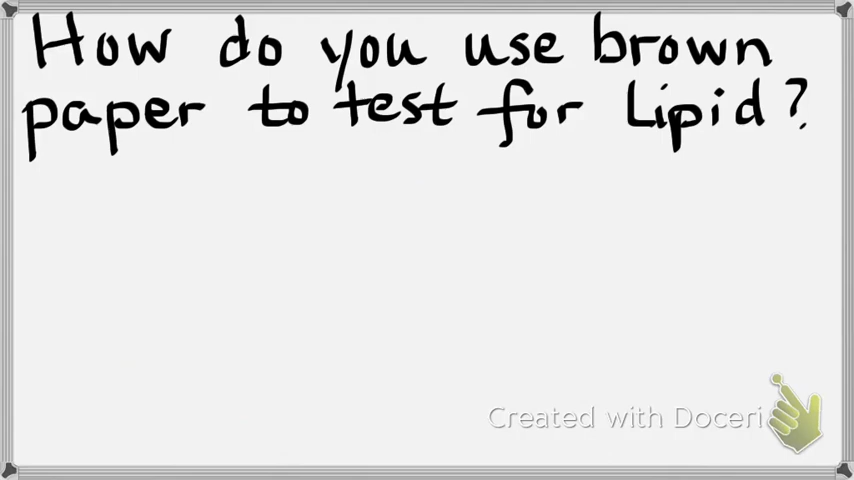 How do you use brown
paper to test for Lipid?
Created with Doceri